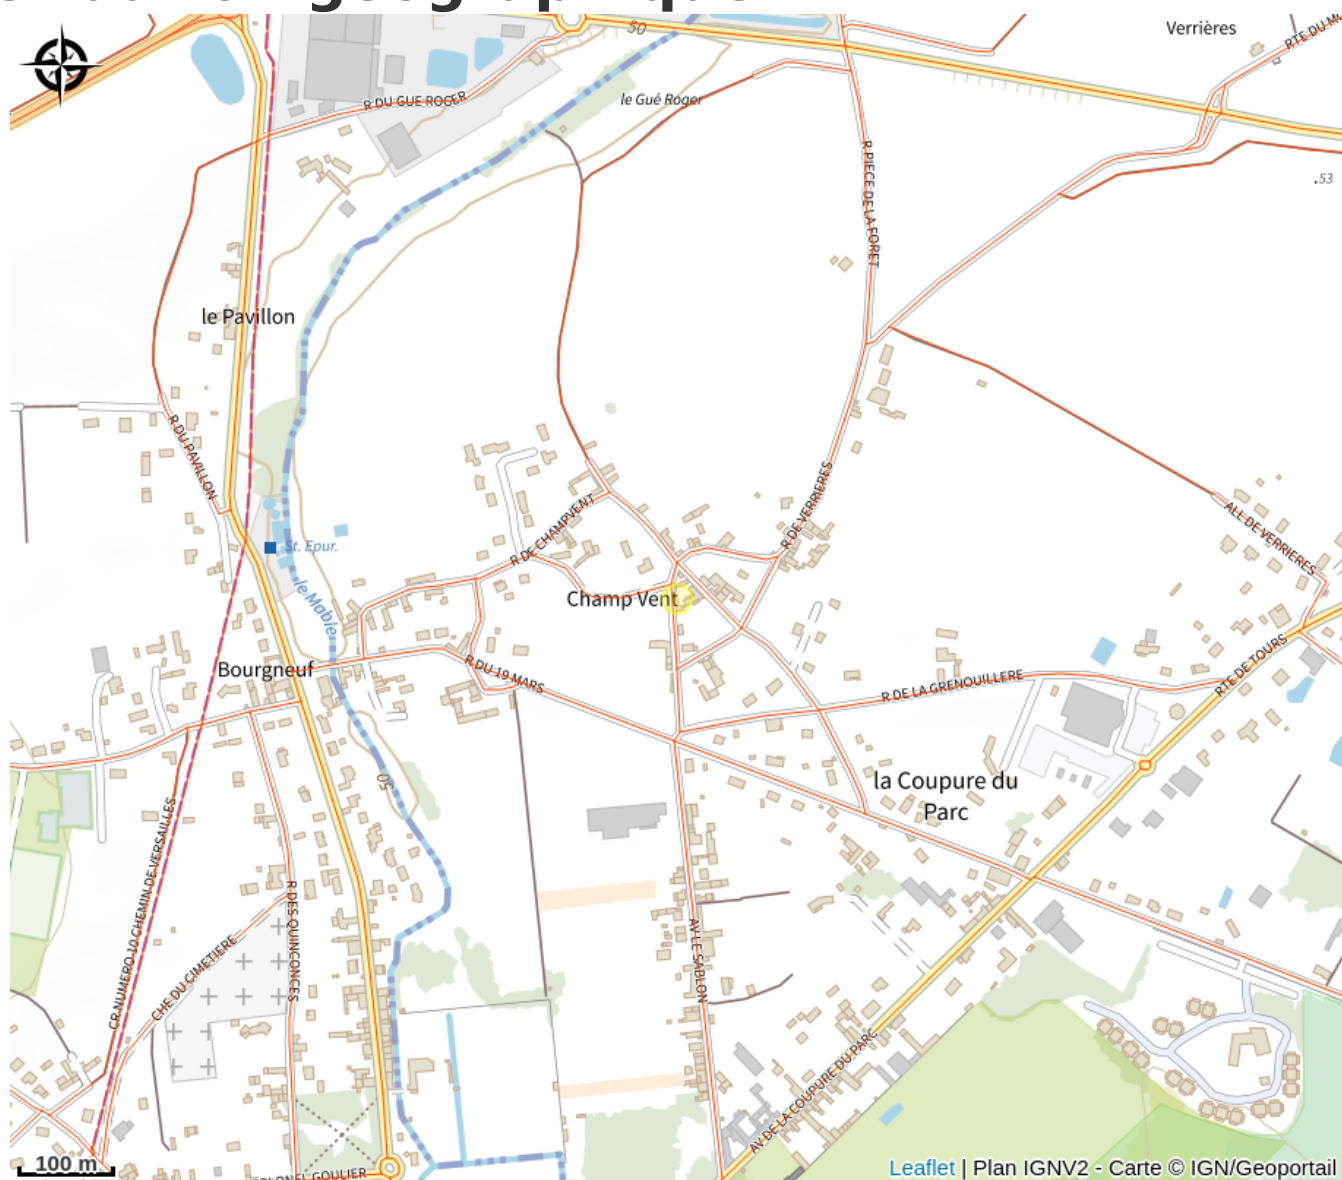 50
Verrières
RTE DU M
R DU GUE ROGER
le Gué Roger
R PIECE DE LA FORET
.53
le Pavillon
R DU PAVILLON
R DE VERRIERES
R DE CHAMPVENT
ALL DE VERRIERES
St. Epur.
le Mable
Champ Vent
Bourgneuf
R DU 19 MARS
R DE LA GRENOUILLERE
RTE DE TOURS
50
la Coupure du
Parc
CR NUMERO 10 CHEMIN DE VERSAILLES
R DES QUINCONCES
CHE DU CIMETIERE
AV LE SABLON
AV DE LA COUPURE DU PARC
100 m
COLONEL GOULIER
Leaflet | Plan IGNV2 - Carte © IGN/Geoportail